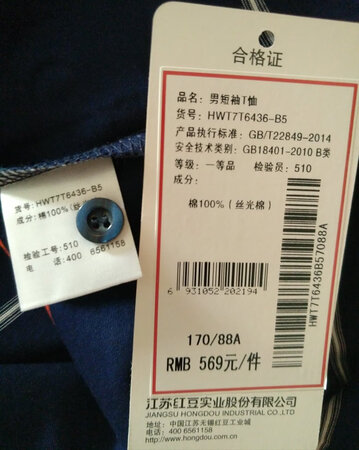 合格证
品名: 男短袖T恤
货号: HWT7T6436-B5
产品执行标准: GB/T22849-2014
安全技术类别: GB18401-2010 B类
等级: 一等品 检验员: 510
成分:
棉100% (丝光棉)
6 931052 202194
HWT7T6436B57088A
170/88A
RMB 569元/件
江苏红豆实业股份有限公司
JIANGSU HONGDOU INDUSTRIAL CO.,LTD
地址: 中国江苏无锡红豆工业城
电话: 400 6561158
http://www.hongdou.com.cn
货号: HWT7T6436-B5
成分: 棉100% (丝
检验工号: 510
电 话: 400 6561158